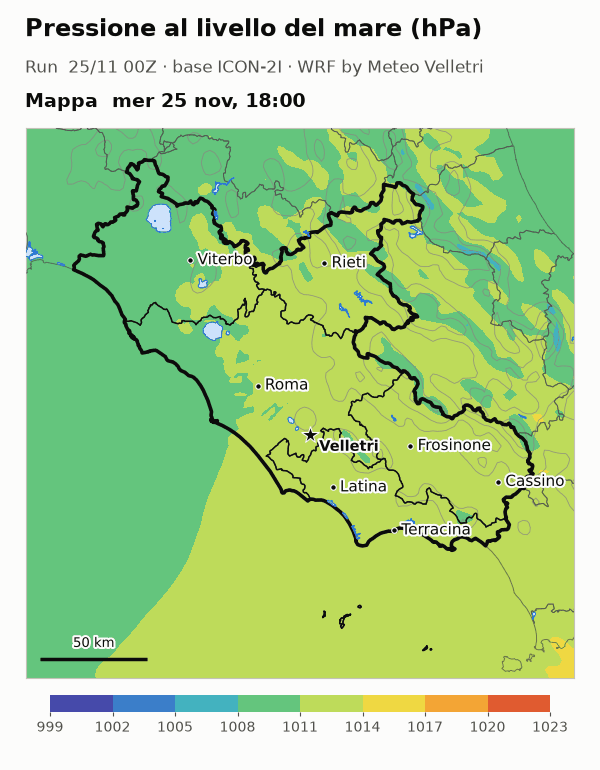 Pressione al livello del mare (hPa)
Run  25/11 00Z · base ICON-2I · WRF by Meteo Velletri
Mappa  mer 25 nov, 18:00
Viterbo
Rieti
Roma
Velletri
Frosinone
Latina
Cassino
Terracina
50 km
999 1002 1005 1008 1011 1014 1017 1020 1023